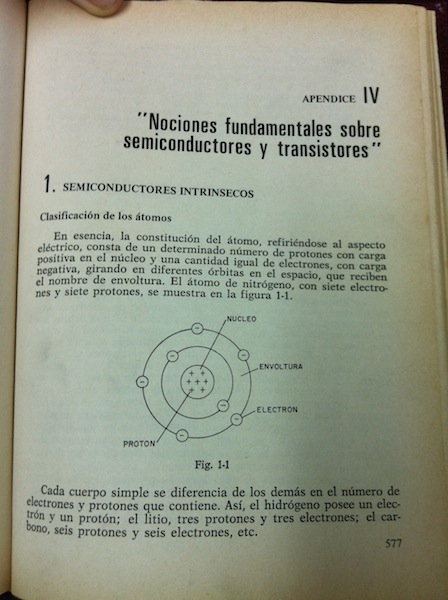 APENDICE IV
"Nociones fundamentales sobre
semiconductores y transistores"
1. SEMICONDUCTORES INTRINSECOS
Clasificación de los átomos
En esencia, la constitución del átomo, refiriéndose al aspecto
eléctrico, consta de un determinado número de protones con carga
positiva en el núcleo y una cantidad igual de electrones, con carga
negativa, girando en diferentes órbitas en el espacio, que reciben
el nombre de envoltura. El átomo de nitrógeno, con siete electro-
nes y siete protones, se muestra en la figura 1-1.
NUCLEO
ENVOLTURA
ELECTRON
PROTON
Fig. 1-1
Cada cuerpo simple se diferencia de los demás en el número de
electrones y protones que contiene. Así, el hidrógeno posee un elec-
trón y un protón; el litio, tres protones y tres electrones; el car-
bono, seis protones y seis electrones, etc.
577